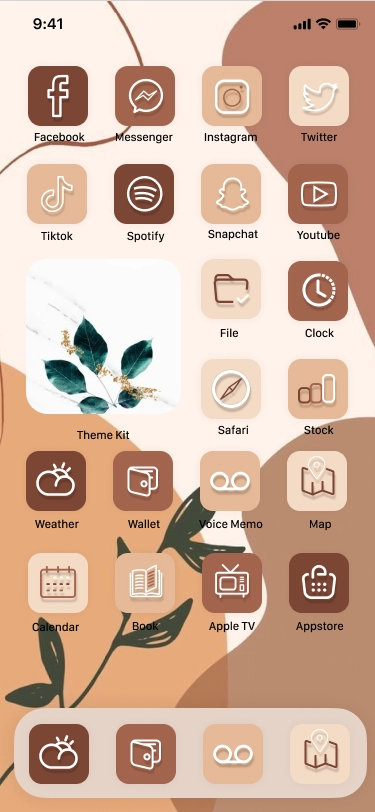 9:41
Facebook
Messenger
Instagram
Twitter
Tiktok
Spotify
Snapchat
Youtube
File
Clock
Theme Kit
Safari
Stock
Weather
Wallet
Voice Memo
Map
Calendar
Book
Apple TV
Appstore